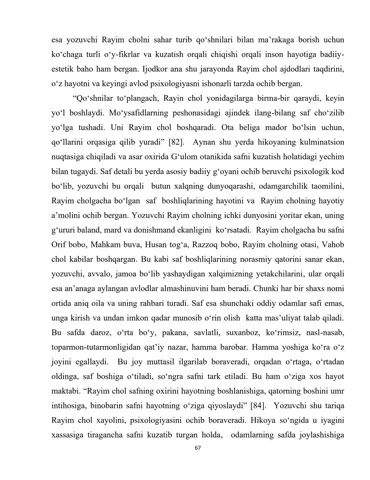 esa yozuvchi Rayim cholni sahar turib qo‘shnilari bilan ma’rakaga borish uchun
ko‘chaga turli o‘y-fikrlar va kuzatish orqali chiqishi orqali inson hayotiga badiiy-
estetik baho ham bergan. Ijodkor ana shu jarayonda Rayim chol ajdodlari taqdirini,
o‘z hayotni va keyingi avlod psixologiyasni ishonarli tarzda ochib bergan.
“Qo‘shnilar to‘plangach, Rayin chol yonidagilarga birma-bir qaraydi, keyin
yo‘l boshlaydi. Mo‘ysafidlarning peshonasidagi ajindek ilang-bilang saf cho‘zilib
yo‘lga tushadi. Uni Rayim chol boshqaradi. Ota beliga mador bo‘lsin uchun,
qo‘llarini orqasiga qilib yuradi” [82]. Aynan shu yerda hikoyaning kulminatsion
nuqtasiga chiqiladi va asar oxirida G‘ulom otanikida safni kuzatish holatidagi yechim
bilan tugaydi. Saf detali bu yerda asosiy badiiy g‘oyani ochib beruvchi psixologik kod
bo‘lib, yozuvchi bu orqali butun xalqning dunyoqarashi, odamgarchilik taomilini,
Rayim cholgacha bo‘lgan saf boshliqlarining hayotini va Rayim cholning hayotiy
a’molini ochib bergan. Yozuvchi Rayim cholning ichki dunyosini yoritar ekan, uning
g‘ururi baland, mard va donishmand ekanligini ko‘rsatadi. Rayim cholgacha bu safni
Orif bobo, Mahkam buva, Husan tog‘a, Razzoq bobo, Rayim cholning otasi, Vahob
chol kabilar boshqargan. Bu kabi saf boshliqlarining norasmiy qatorini sanar ekan,
yozuvchi, avvalo, jamoa bo‘lib yashaydigan xalqimizning yetakchilarini, ular orqali
esa an’anaga aylangan avlodlar almashinuvini ham beradi. Chunki har bir shaxs nomi
ortida aniq oila va uning rahbari turadi. Saf esa shunchaki oddiy odamlar safi emas,
unga kirish va undan imkon qadar munosib o‘rin olish katta mas’uliyat talab qiladi.
Bu safda daroz, o‘rta bo‘y, pakana, savlatli, suxanboz, ko‘rimsiz, nasl-nasab,
toparmon-tutarmonligidan qat’iy nazar, hamma barobar. Hamma yoshiga ko‘ra o‘z
joyini egallaydi. Bu joy muttasil ilgarilab boraveradi, orqadan o‘rtaga, o‘rtadan
oldinga, saf boshiga o‘tiladi, so‘ngra safni tark etiladi. Bu ham o‘ziga xos hayot
maktabi. “Rayim chol safning oxirini hayotning boshlanishiga, qatorning boshini umr
intihosiga, binobarin safni hayotning o‘ziga qiyoslaydi” [84]. Yozuvchi shu tariqa
Rayim chol xayolini, psixologiyasini ochib boraveradi. Hikoya so‘ngida u iyagini
xassasiga tiragancha safni kuzatib turgan holda, odamlarning safda joylashishiga
67